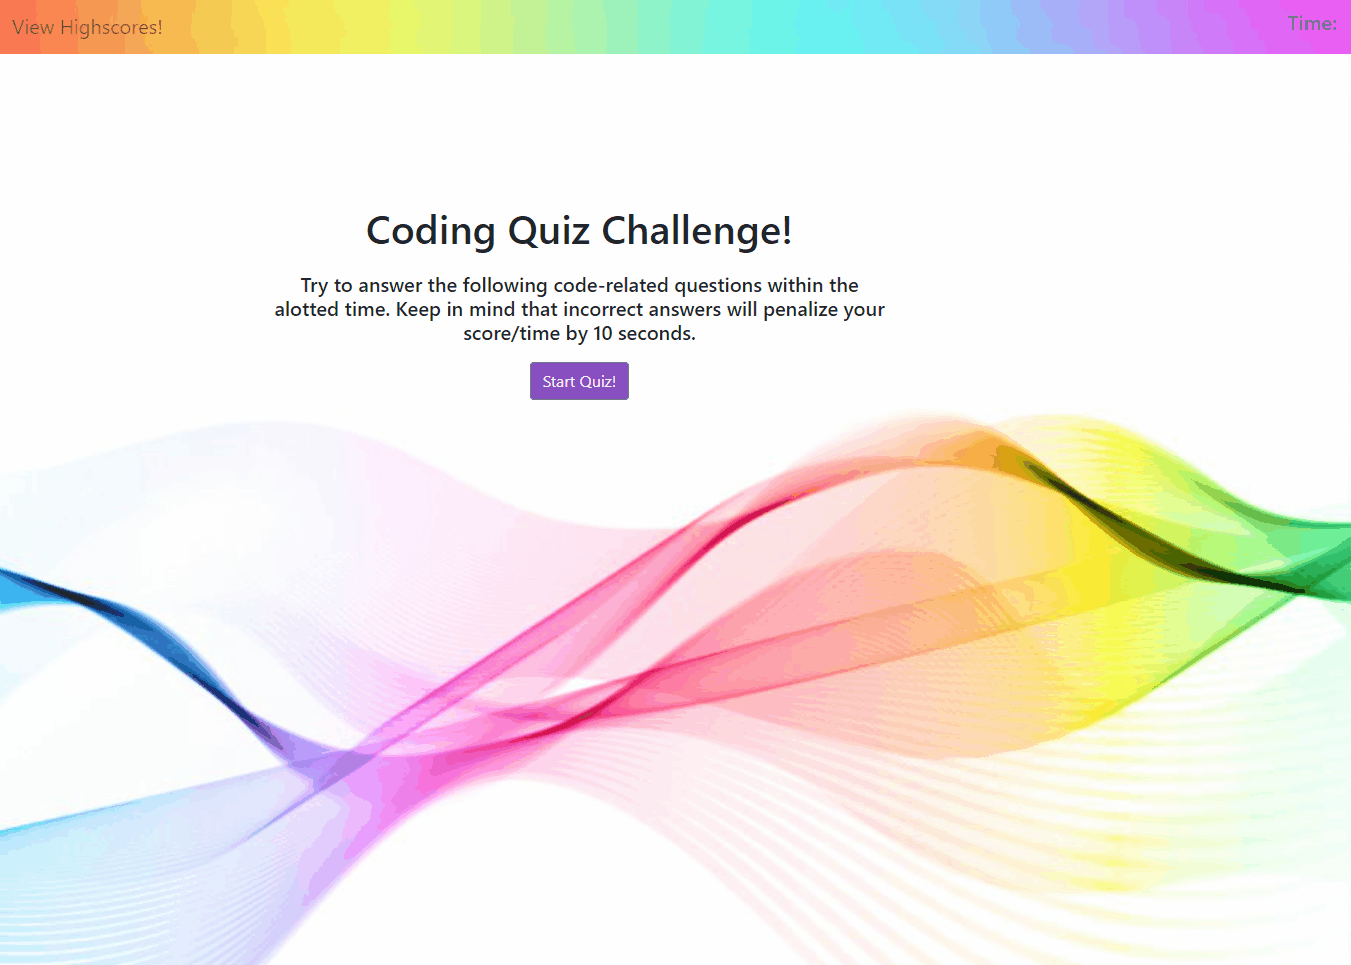 View Highscores!
Time:
Coding Quiz Challenge!
Try to answer the following code-related questions within the
alotted time. Keep in mind that incorrect answers will penalize your
score/time by 10 seconds.
Start Quiz!